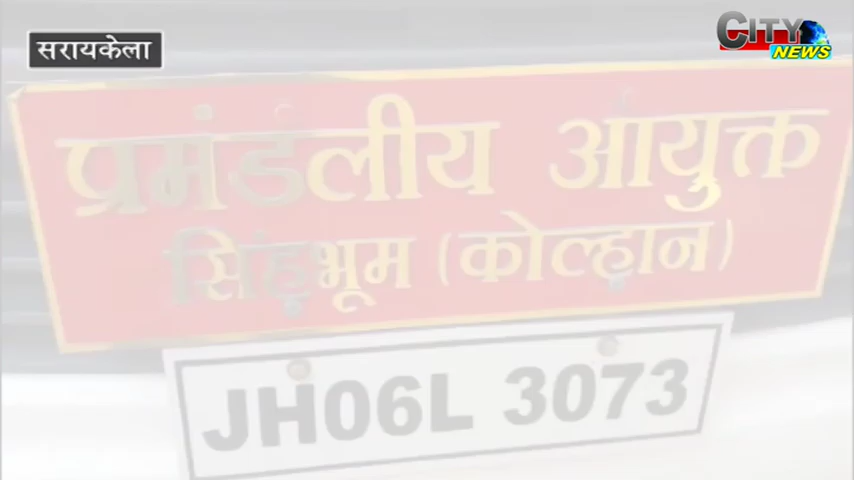 सरायकेला
CITY
NEWS
प्रमंडलीय आयुक्त
सिंहभूम (कोल्हान)
JH06L 3073